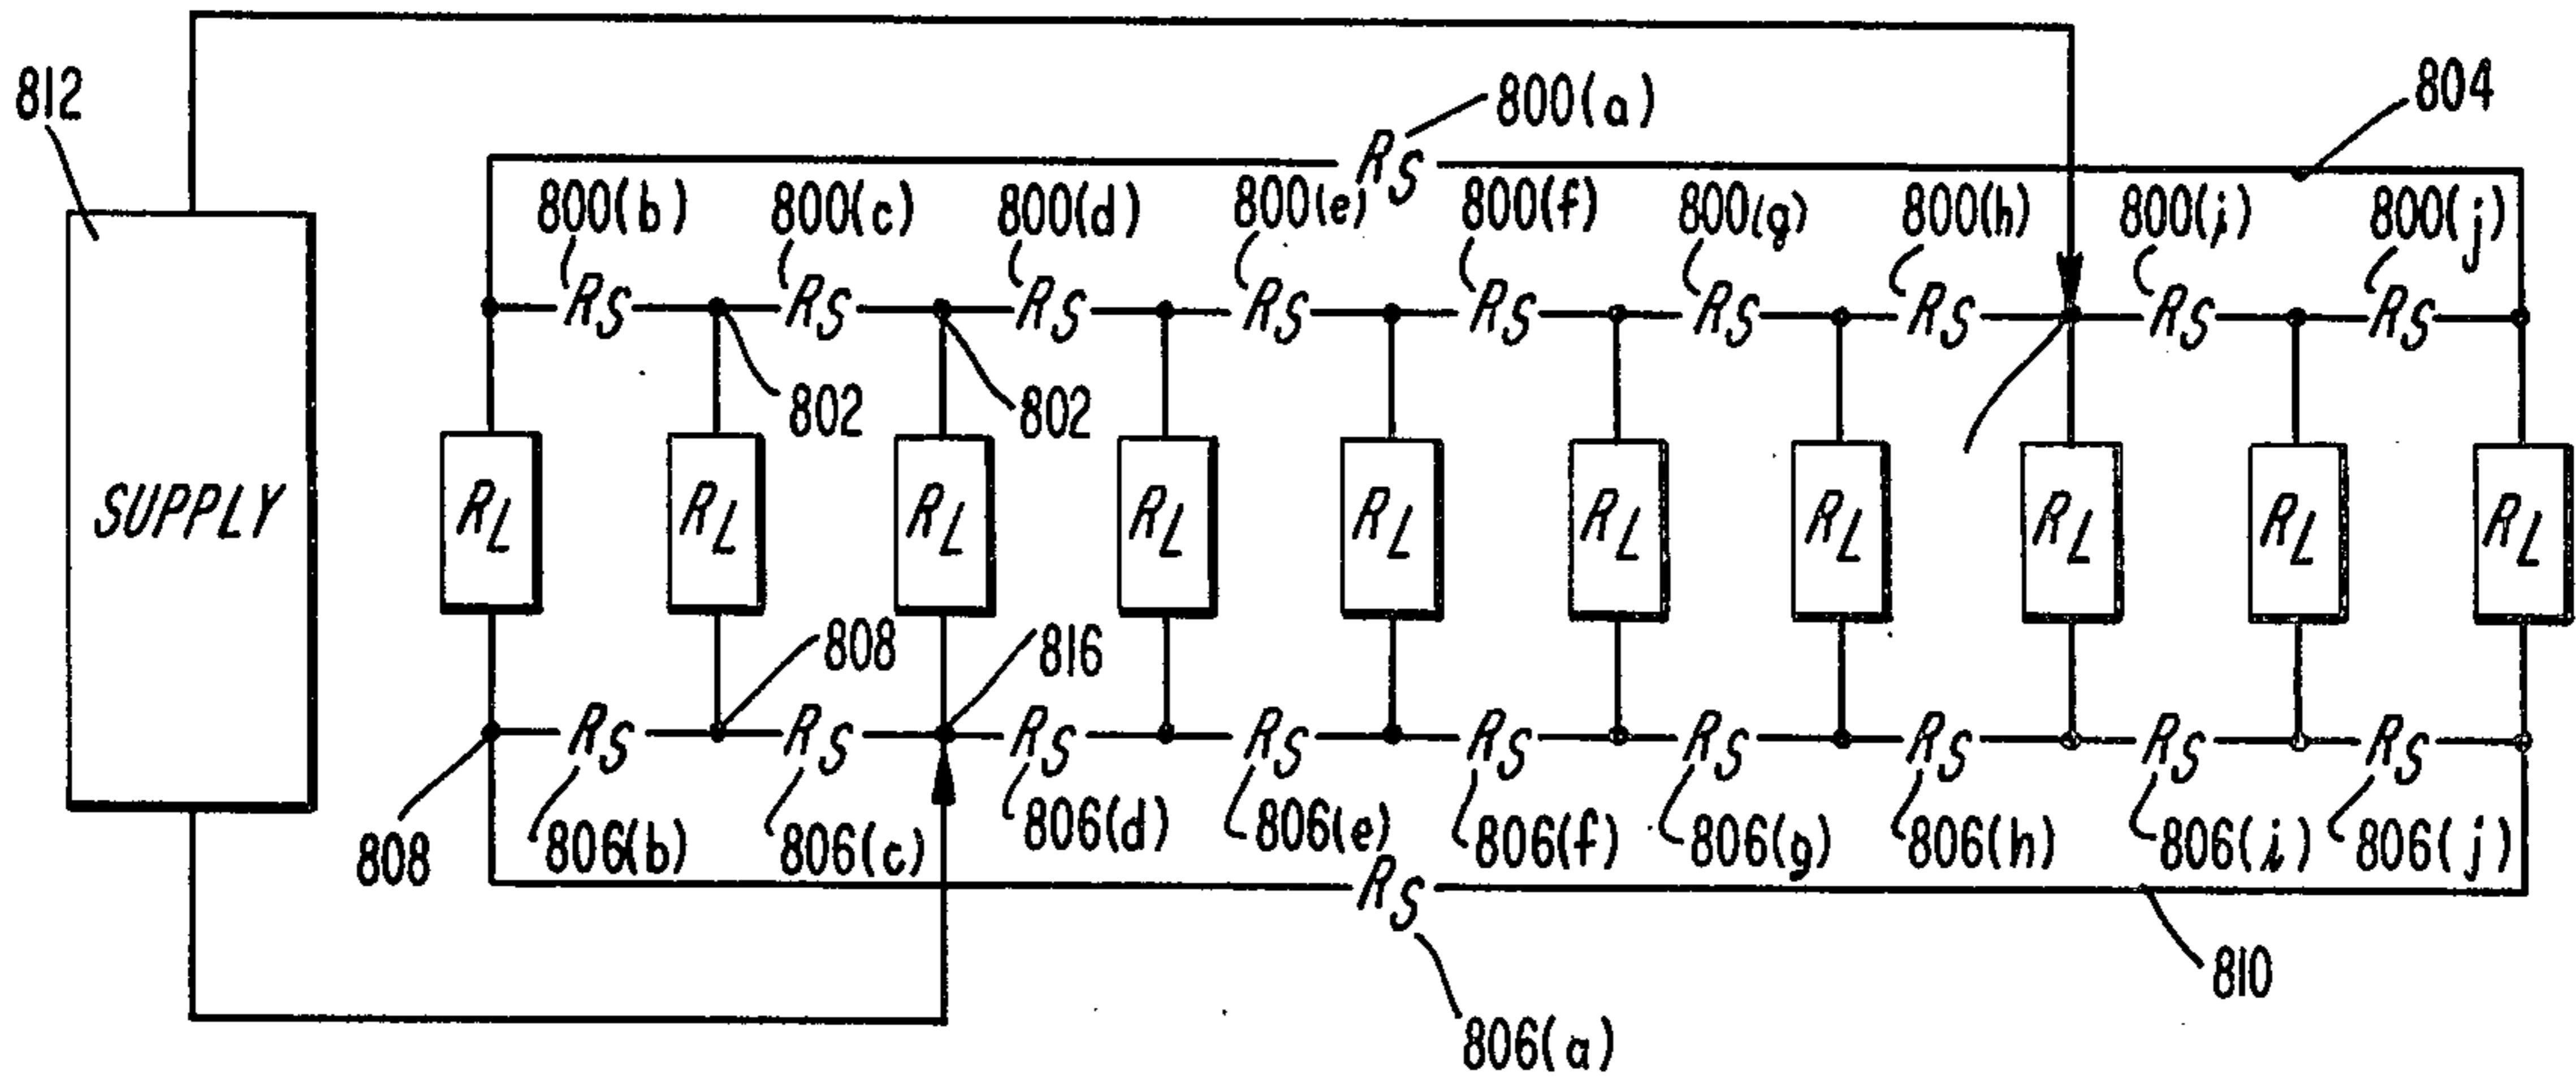 812
800(a)
804
RS
800(b) 800(c) 800(d) 800(e) 800(f) 800(g) 800(h) 800(i) 800(j)
RS RS RS RS RS RS RS RS RS
802 802
SUPPLY
RL RL RL RL RL RL RL RL RL RL
808 816
RS RS RS RS RS RS RS RS RS
808 806(b) 806(c) 806(d) 806(e) 806(f) 806(g) 806(h) 806(i) 806(j)
RS
810
806(a)